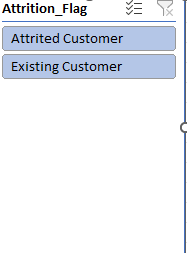 Attrition_Flag
Attrited Customer
Existing Customer